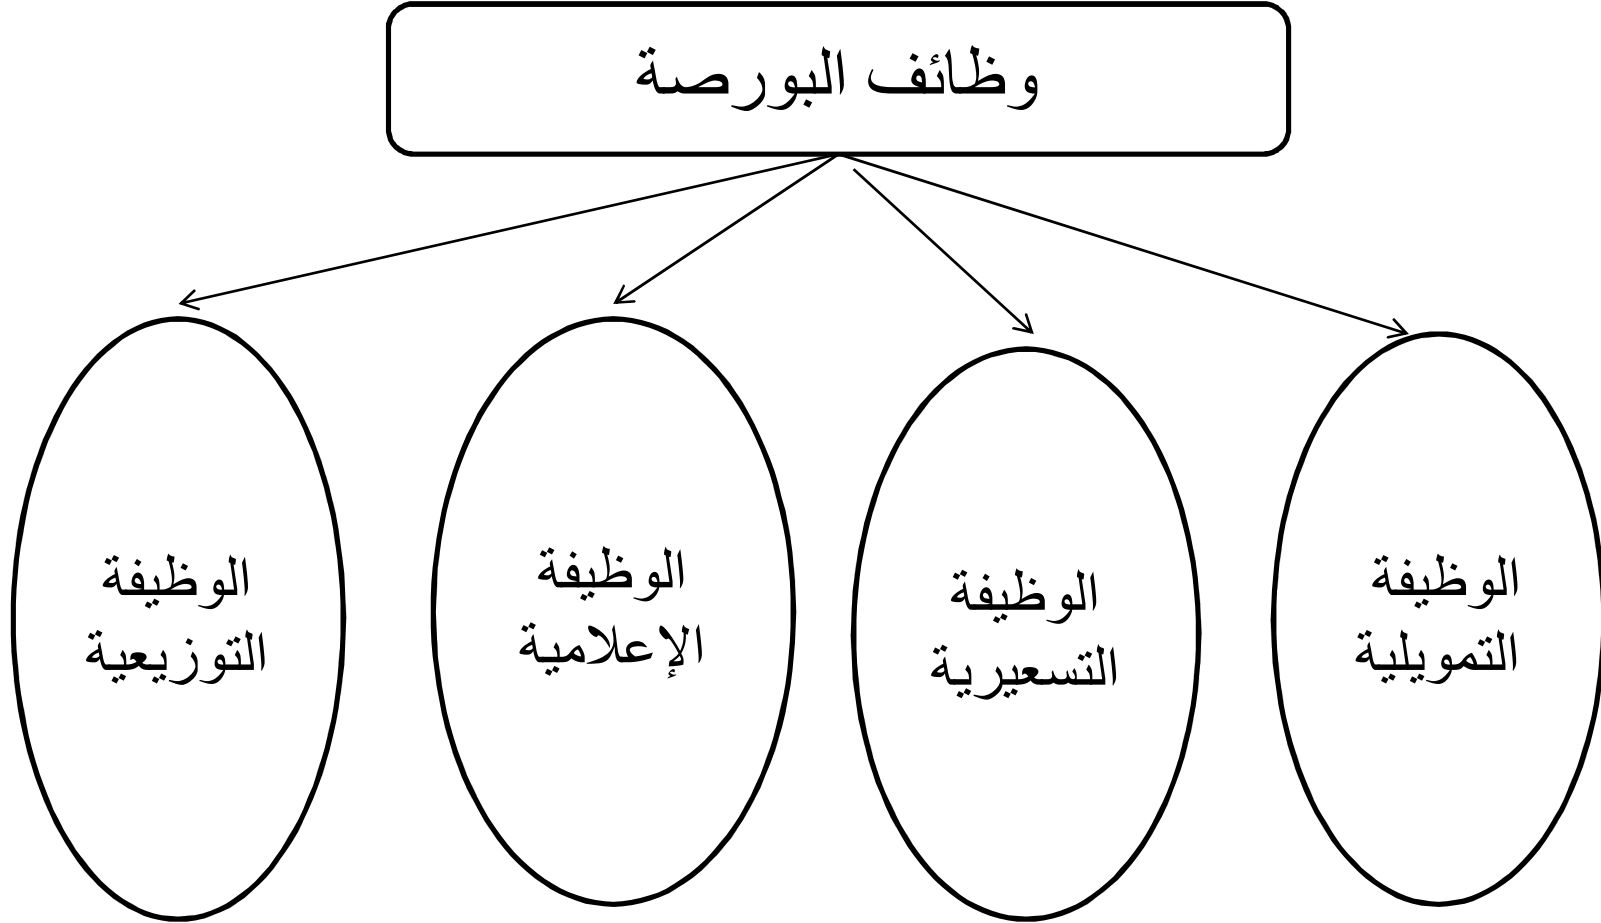 وظائف البورصة
الوظيفة
التمويلية
الوظيفة
التسعيرية
الوظيفة
الإعلامية
الوظيفة
التوزيعية